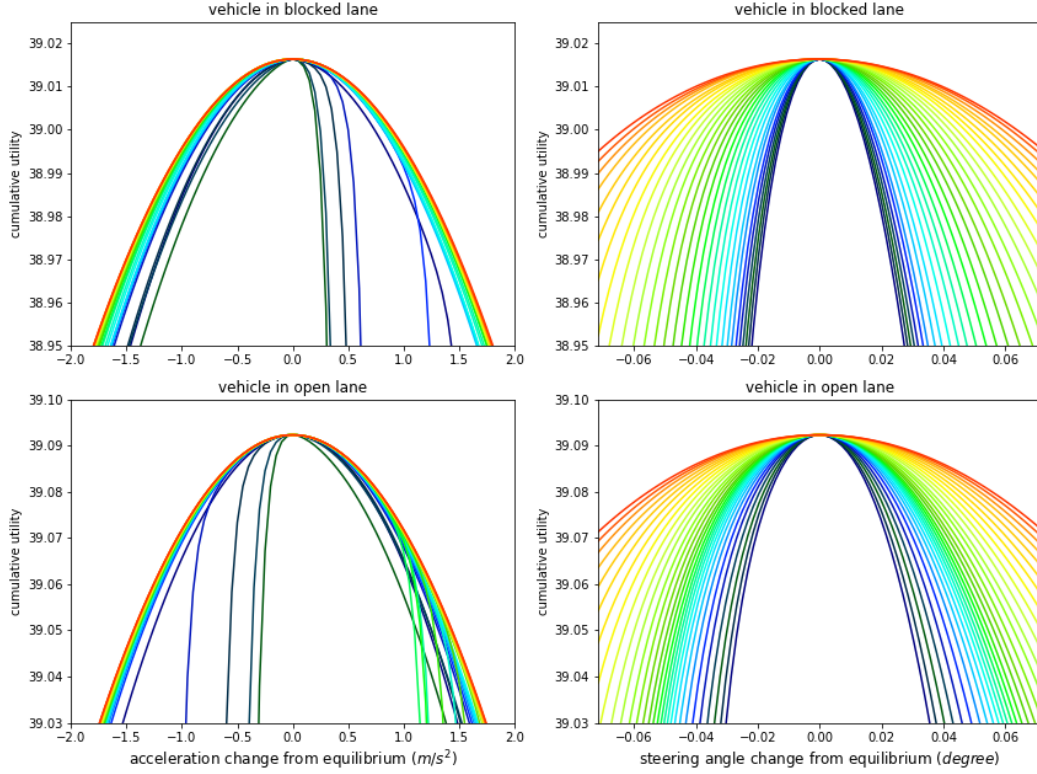 vehicle in blocked lane
cumulative utility
39.02
39.01
39.00
38.99
38.98
38.97
38.96
38.95
−2.0 −1.5 −1.0 −0.5 0.0 0.5 1.0 1.5 2.0
vehicle in blocked lane
cumulative utility
39.02
39.01
39.00
38.99
38.98
38.97
38.96
38.95
−0.06 −0.04 −0.02 0.00 0.02 0.04 0.06
vehicle in open lane
cumulative utility
39.10
39.09
39.08
39.07
39.06
39.05
39.04
39.03
−2.0 −1.5 −1.0 −0.5 0.0 0.5 1.0 1.5 2.0
acceleration change from equilibrium (m/s²)
vehicle in open lane
cumulative utility
39.10
39.09
39.08
39.07
39.06
39.05
39.04
39.03
−0.06 −0.04 −0.02 0.00 0.02 0.04 0.06
steering angle change from equilibrium (degree)